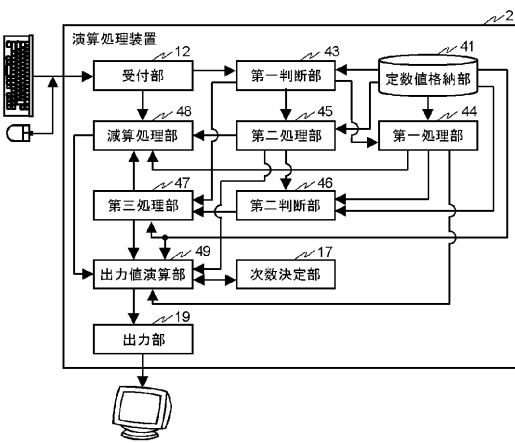 2
演算処理装置
12
43
41
受付部
第一判断部
定数値格納部
48
45
44
減算処理部
第二処理部
第一処理部
47
46
第三処理部
第二判断部
49
17
出力値演算部
次数決定部
19
出力部